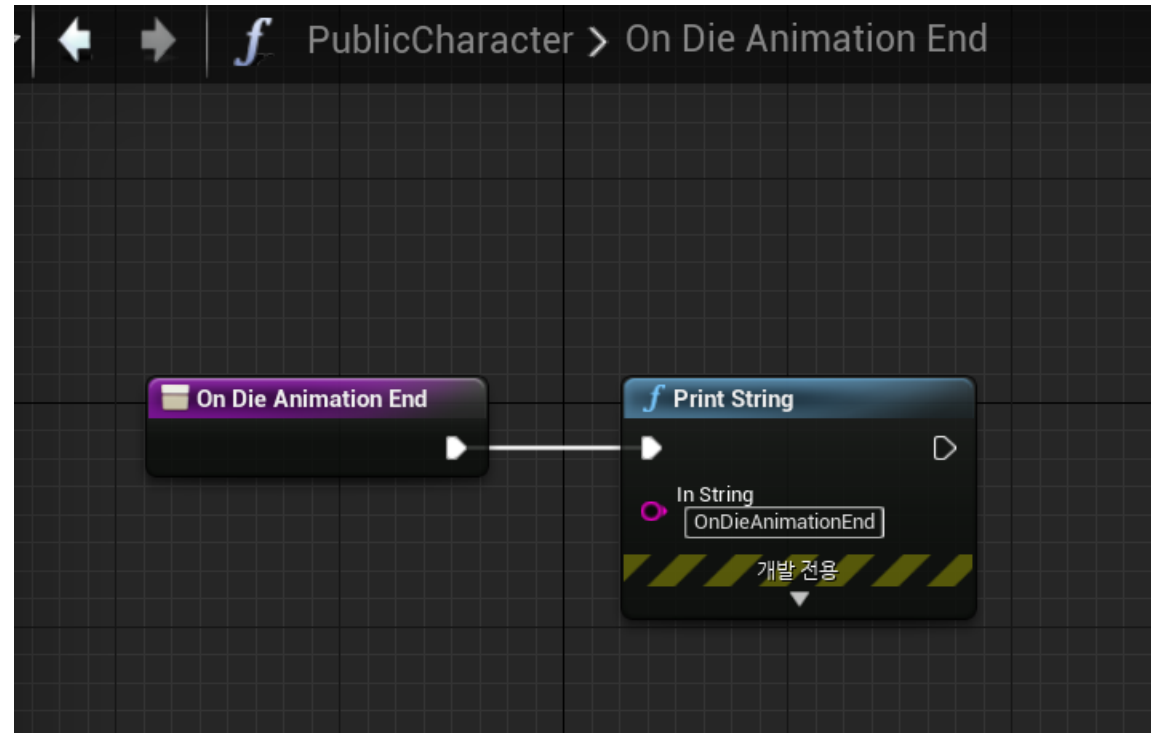 PublicCharacter > On Die Animation End
On Die Animation End
f Print String
In String
OnDieAnimationEnd
개발 전용